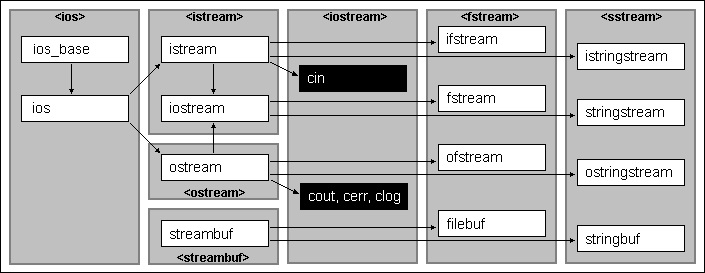 <ios>
<istream>
<iostream>
<fstream>
<sstream>
ios_base
istream
ifstream
istringstream
cin
ios
iostream
fstream
stringstream
ostream
ofstream
ostringstream
<ostream>
cout, cerr, clog
streambuf
filebuf
stringbuf
<streambuf>